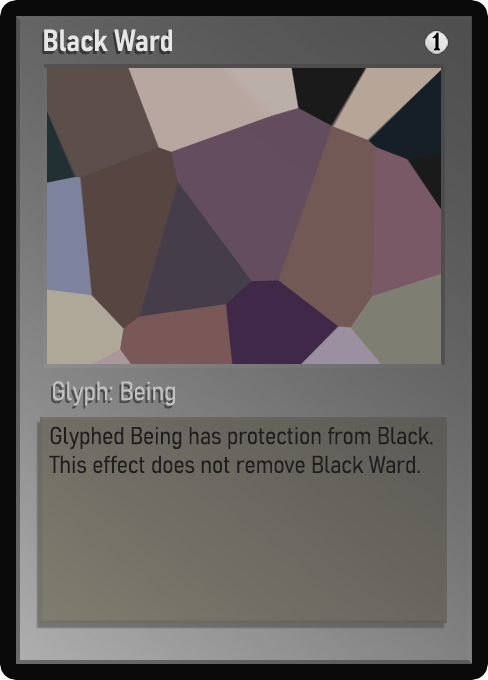 Black Ward 1
Glyph: Being
Glyphed Being has protection from Black.
This effect does not remove Black Ward.